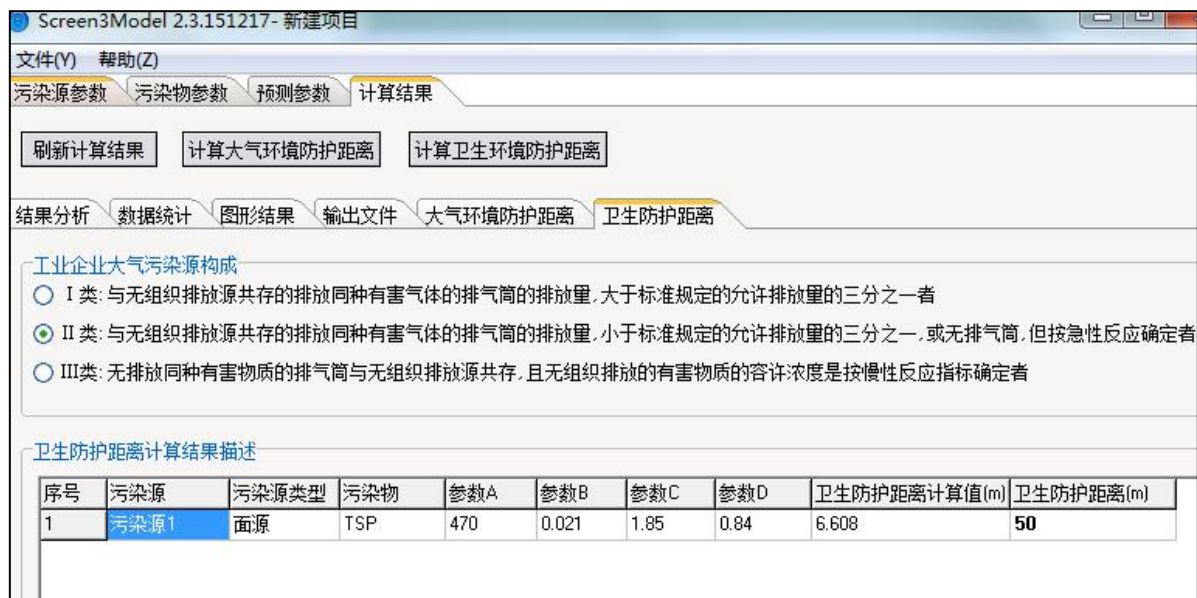 Screen3Model 2.3.151217- 新建项目
文件(Y) 帮助(Z)
污染源参数 污染物参数 预测参数 计算结果
刷新计算结果 计算大气环境防护距离 计算卫生环境防护距离
结果分析 数据统计 图形结果 输出文件 大气环境防护距离 卫生防护距离
工业企业大气污染源构成
I 类: 与无组织排放源共存的排放同种有害气体的排气筒的排放量,大于标准规定的允许排放量的三分之一者
II 类: 与无组织排放源共存的排放同种有害气体的排气筒的排放量,小于标准规定的允许排放量的三分之一,或无排气筒,但按急性反应确定者
III类: 无排放同种有害物质的排气筒与无组织排放源共存,且无组织排放的有害物质的容许浓度是按慢性反应指标确定者
卫生防护距离计算结果描述
序号 污染源 污染源类型 污染物 参数A 参数B 参数C 参数D 卫生防护距离计算值(m) 卫生防护距离(m)
1 污染源1 面源 TSP 470 0.021 1.85 0.84 6.608 50